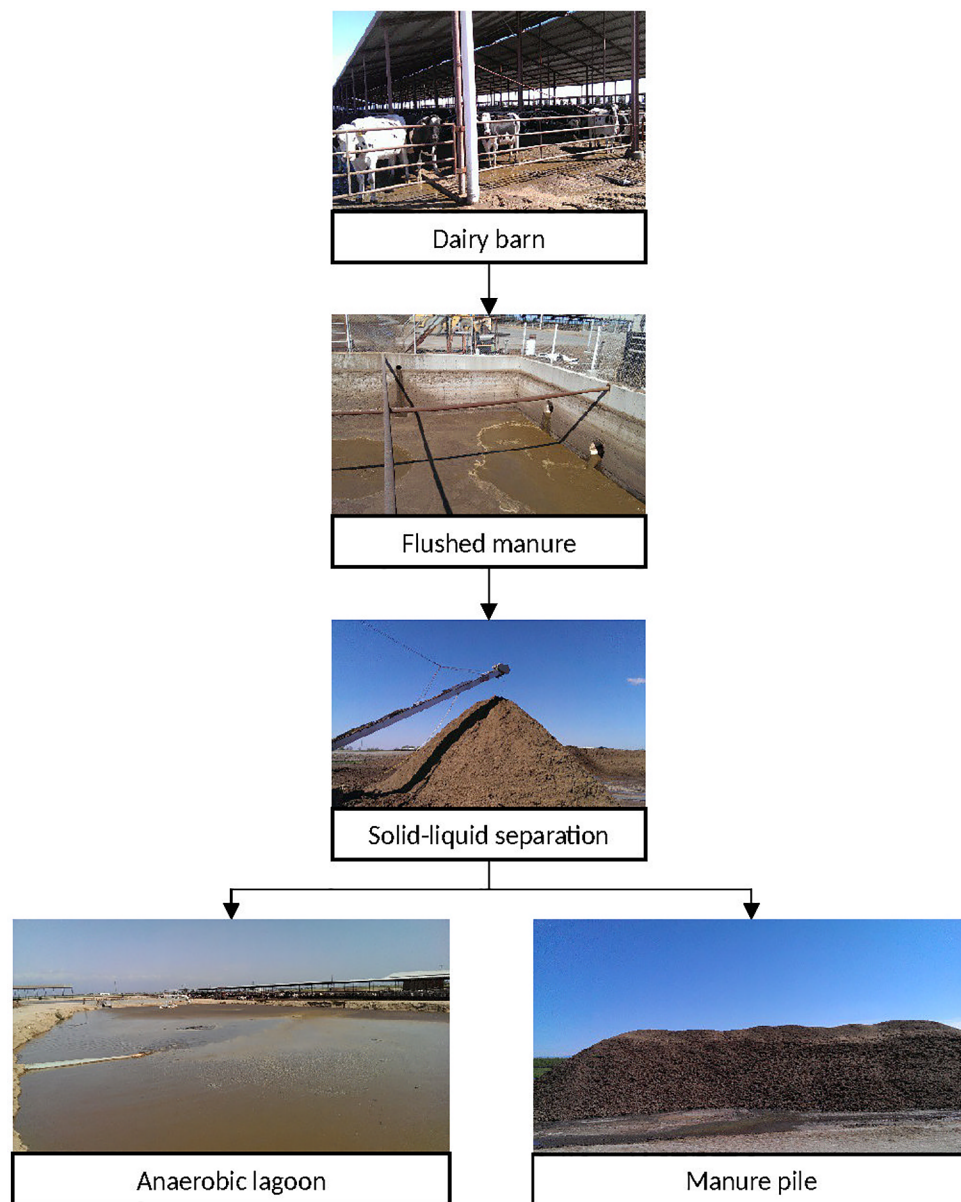 Dairy barn
Flushed manure
Solid-liquid separation
Anaerobic lagoon
Manure pile